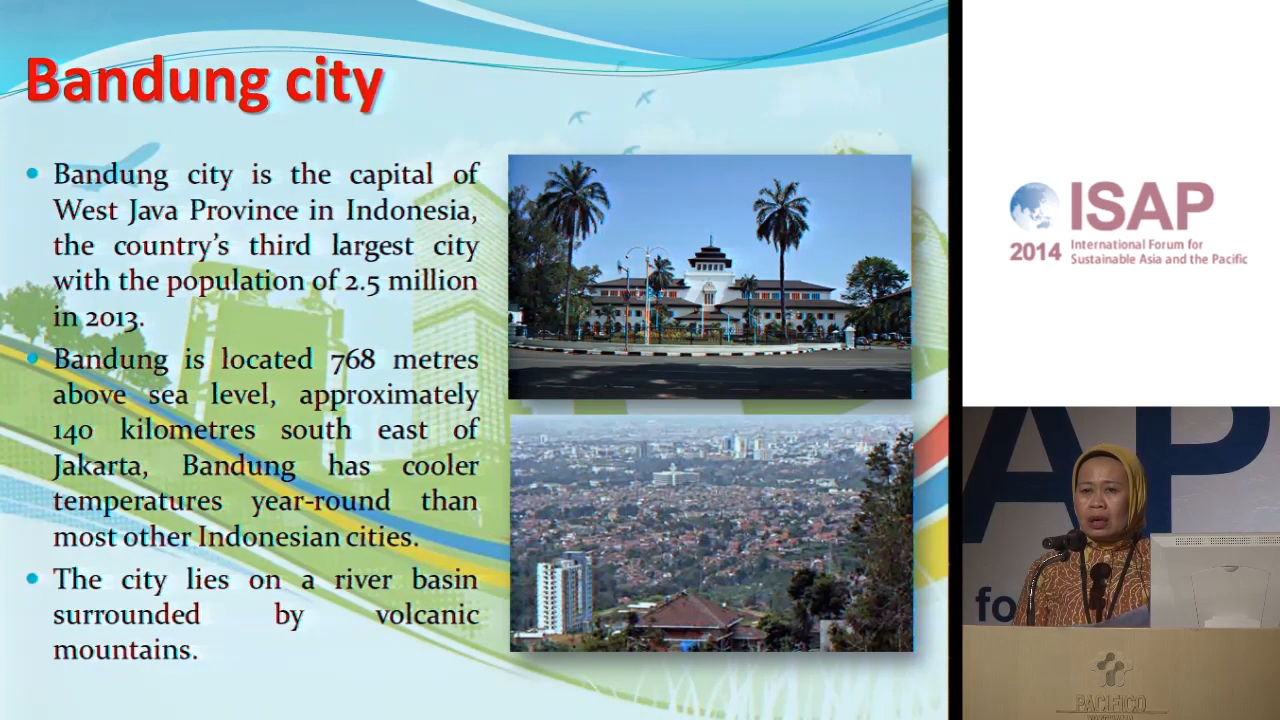 Bandung city
• Bandung city is the capital of
West Java Province in Indonesia,
the country's third largest city
with the population of 2.5 million
in 2013.
• Bandung is located 768 metres
above sea level, approximately
140 kilometres south east of
Jakarta, Bandung has cooler
temperatures year-round than
most other Indonesian cities.
• The city lies on a river basin
surrounded by volcanic
mountains.
ISAP
2014 International Forum for
Sustainable Asia and the Pacific
AP
fo
PACIFICO